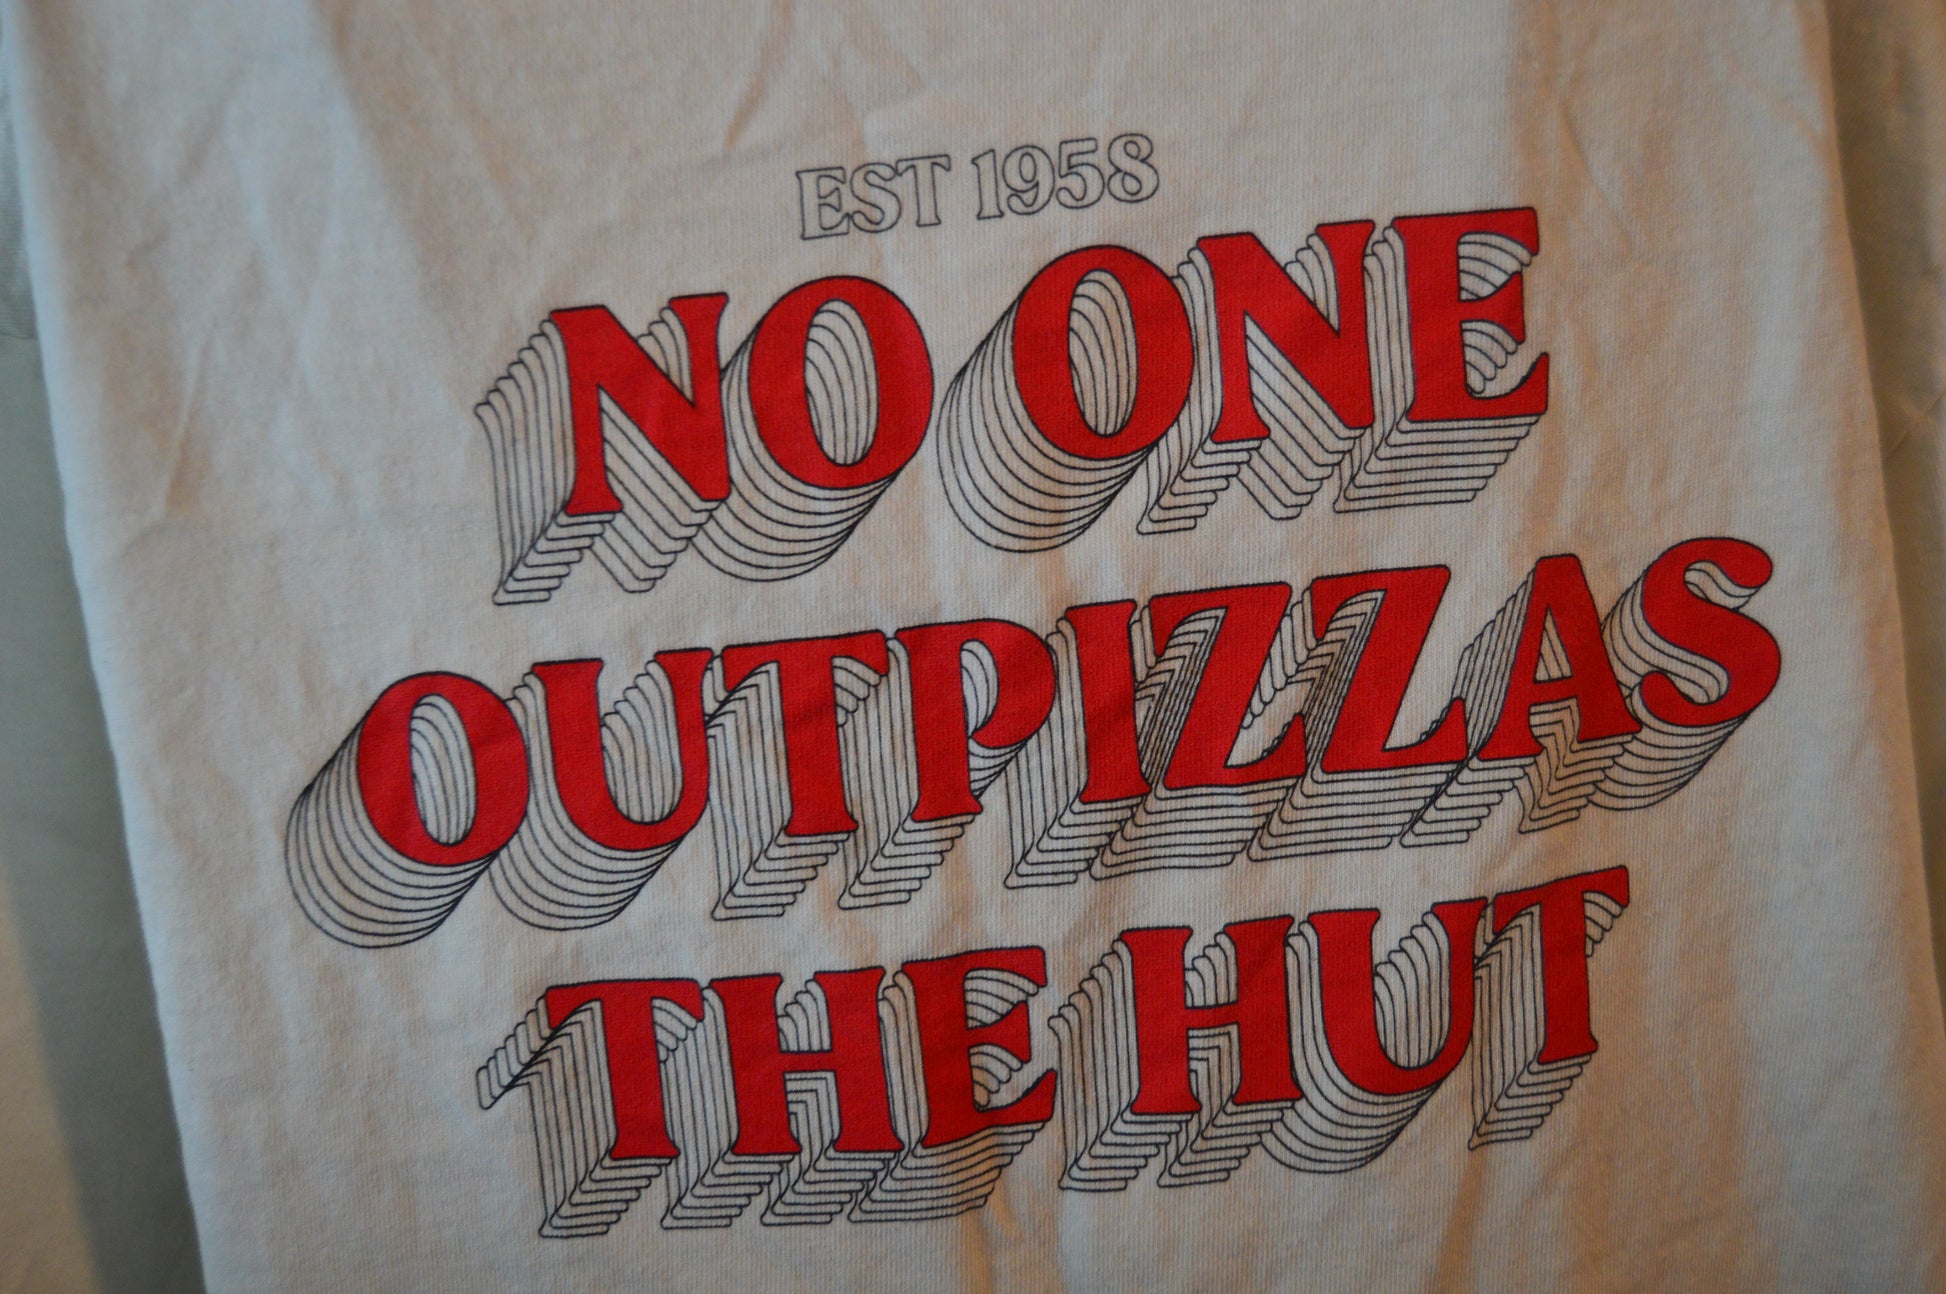 EST 1958
NO ONE
OUTPIZZAS
THE HUT